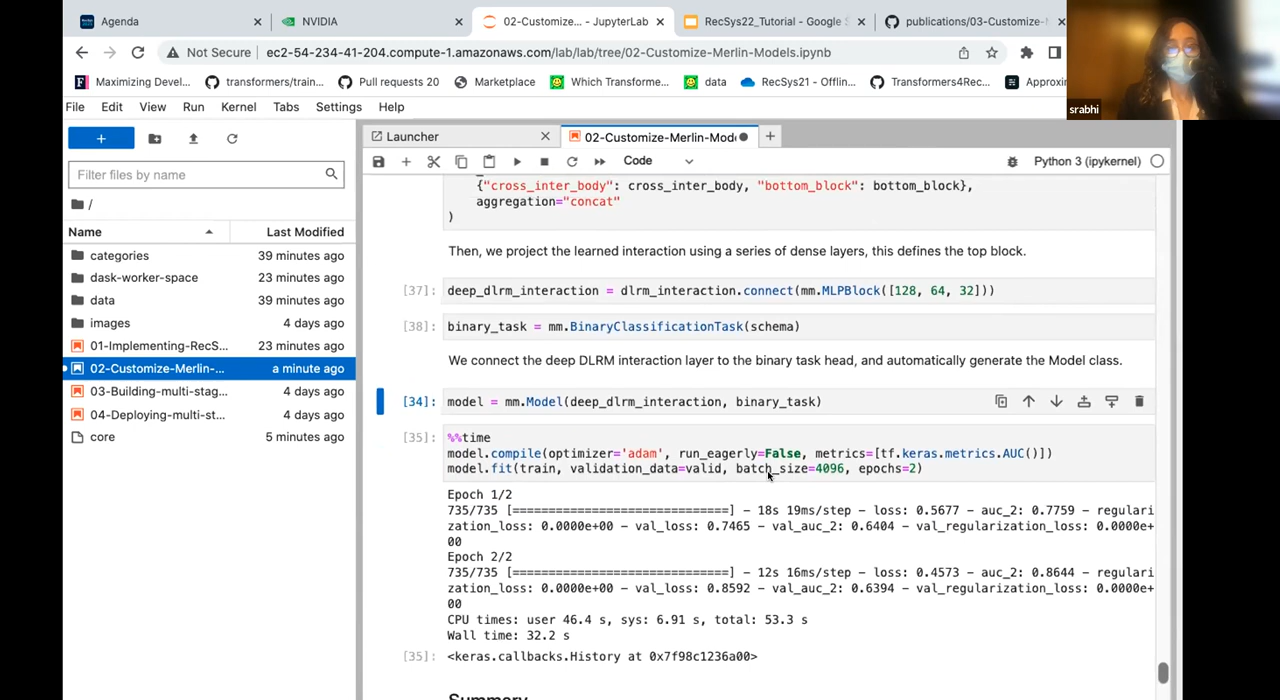 Agenda
NVIDIA
02-Customize... - JupyterLab
RecSys22_Tutorial - Google S
publications/03-Customize-
Not Secure
ec2-54-234-41-204.compute-1.amazonaws.com/lab/lab/tree/02-Customize-Merlin-Models.ipynb
Maximizing Devel...
transformers/train...
Pull requests 20
Marketplace
Which Transforme...
data
RecSys21 - Offlin...
Transformers4Rec...
Approxin
srabhi
File Edit View Run Kernel Tabs Settings Help
Launcher
02-Customize-Merlin-Mode
Filter files by name
Code
Python 3 (ipykernel)
/
Name Last Modified
categories 39 minutes ago
dask-worker-space 23 minutes ago
data 39 minutes ago
images 4 days ago
01-Implementing-RecS... 23 minutes ago
02-Customize-Merlin-... a minute ago
03-Building-multi-stag... 4 days ago
04-Deploying-multi-st... 4 days ago
core 5 minutes ago
{"cross_inter_body": cross_inter_body, "bottom_block": bottom_block},
aggregation="concat"
)
Then, we project the learned interaction using a series of dense layers, this defines the top block.
[37]: deep_dlrm_interaction = dlrm_interaction.connect(mm.MLPBlock([128, 64, 32]))
[38]: binary_task = mm.BinaryClassificationTask(schema)
We connect the deep DLRM interaction layer to the binary task head, and automatically generate the Model class.
[34]: model = mm.Model(deep_dlrm_interaction, binary_task)
[35]: %%time
model.compile(optimizer='adam', run_eagerly=False, metrics=[tf.keras.metrics.AUC()])
model.fit(train, validation_data=valid, batch_size=4096, epochs=2)
Epoch 1/2
735/735 [==============================] - 18s 19ms/step - loss: 0.5677 - auc_2: 0.7759 - regulari
zation_loss: 0.0000e+00 - val_loss: 0.7465 - val_auc_2: 0.6404 - val_regularization_loss: 0.0000e+
00
Epoch 2/2
735/735 [==============================] - 12s 16ms/step - loss: 0.4573 - auc_2: 0.8644 - regulari
zation_loss: 0.0000e+00 - val_loss: 0.8592 - val_auc_2: 0.6394 - val_regularization_loss: 0.0000e+
00
CPU times: user 46.4 s, sys: 6.91 s, total: 53.3 s
Wall time: 32.2 s
[35]: <keras.callbacks.History at 0x7f98c1236a00>
Summary